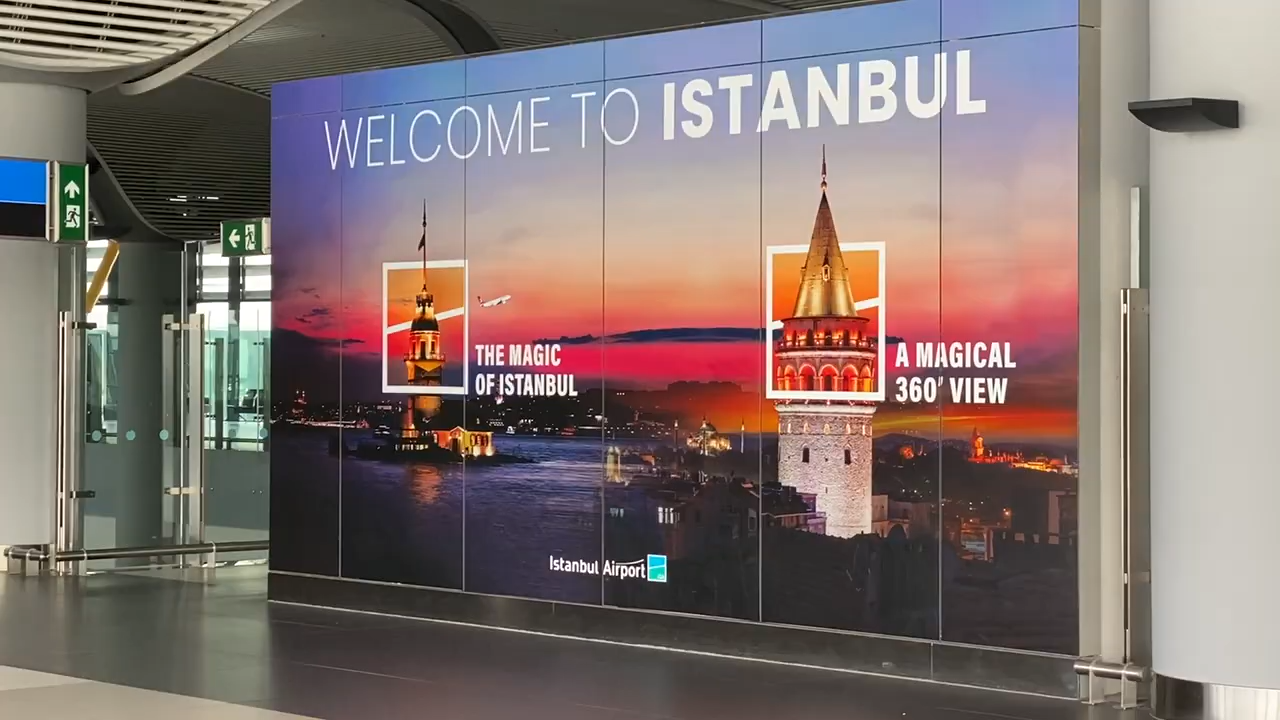 WELCOME TO ISTANBUL
THE MAGIC
OF ISTANBUL
A MAGICAL
360° VIEW
Istanbul Airport